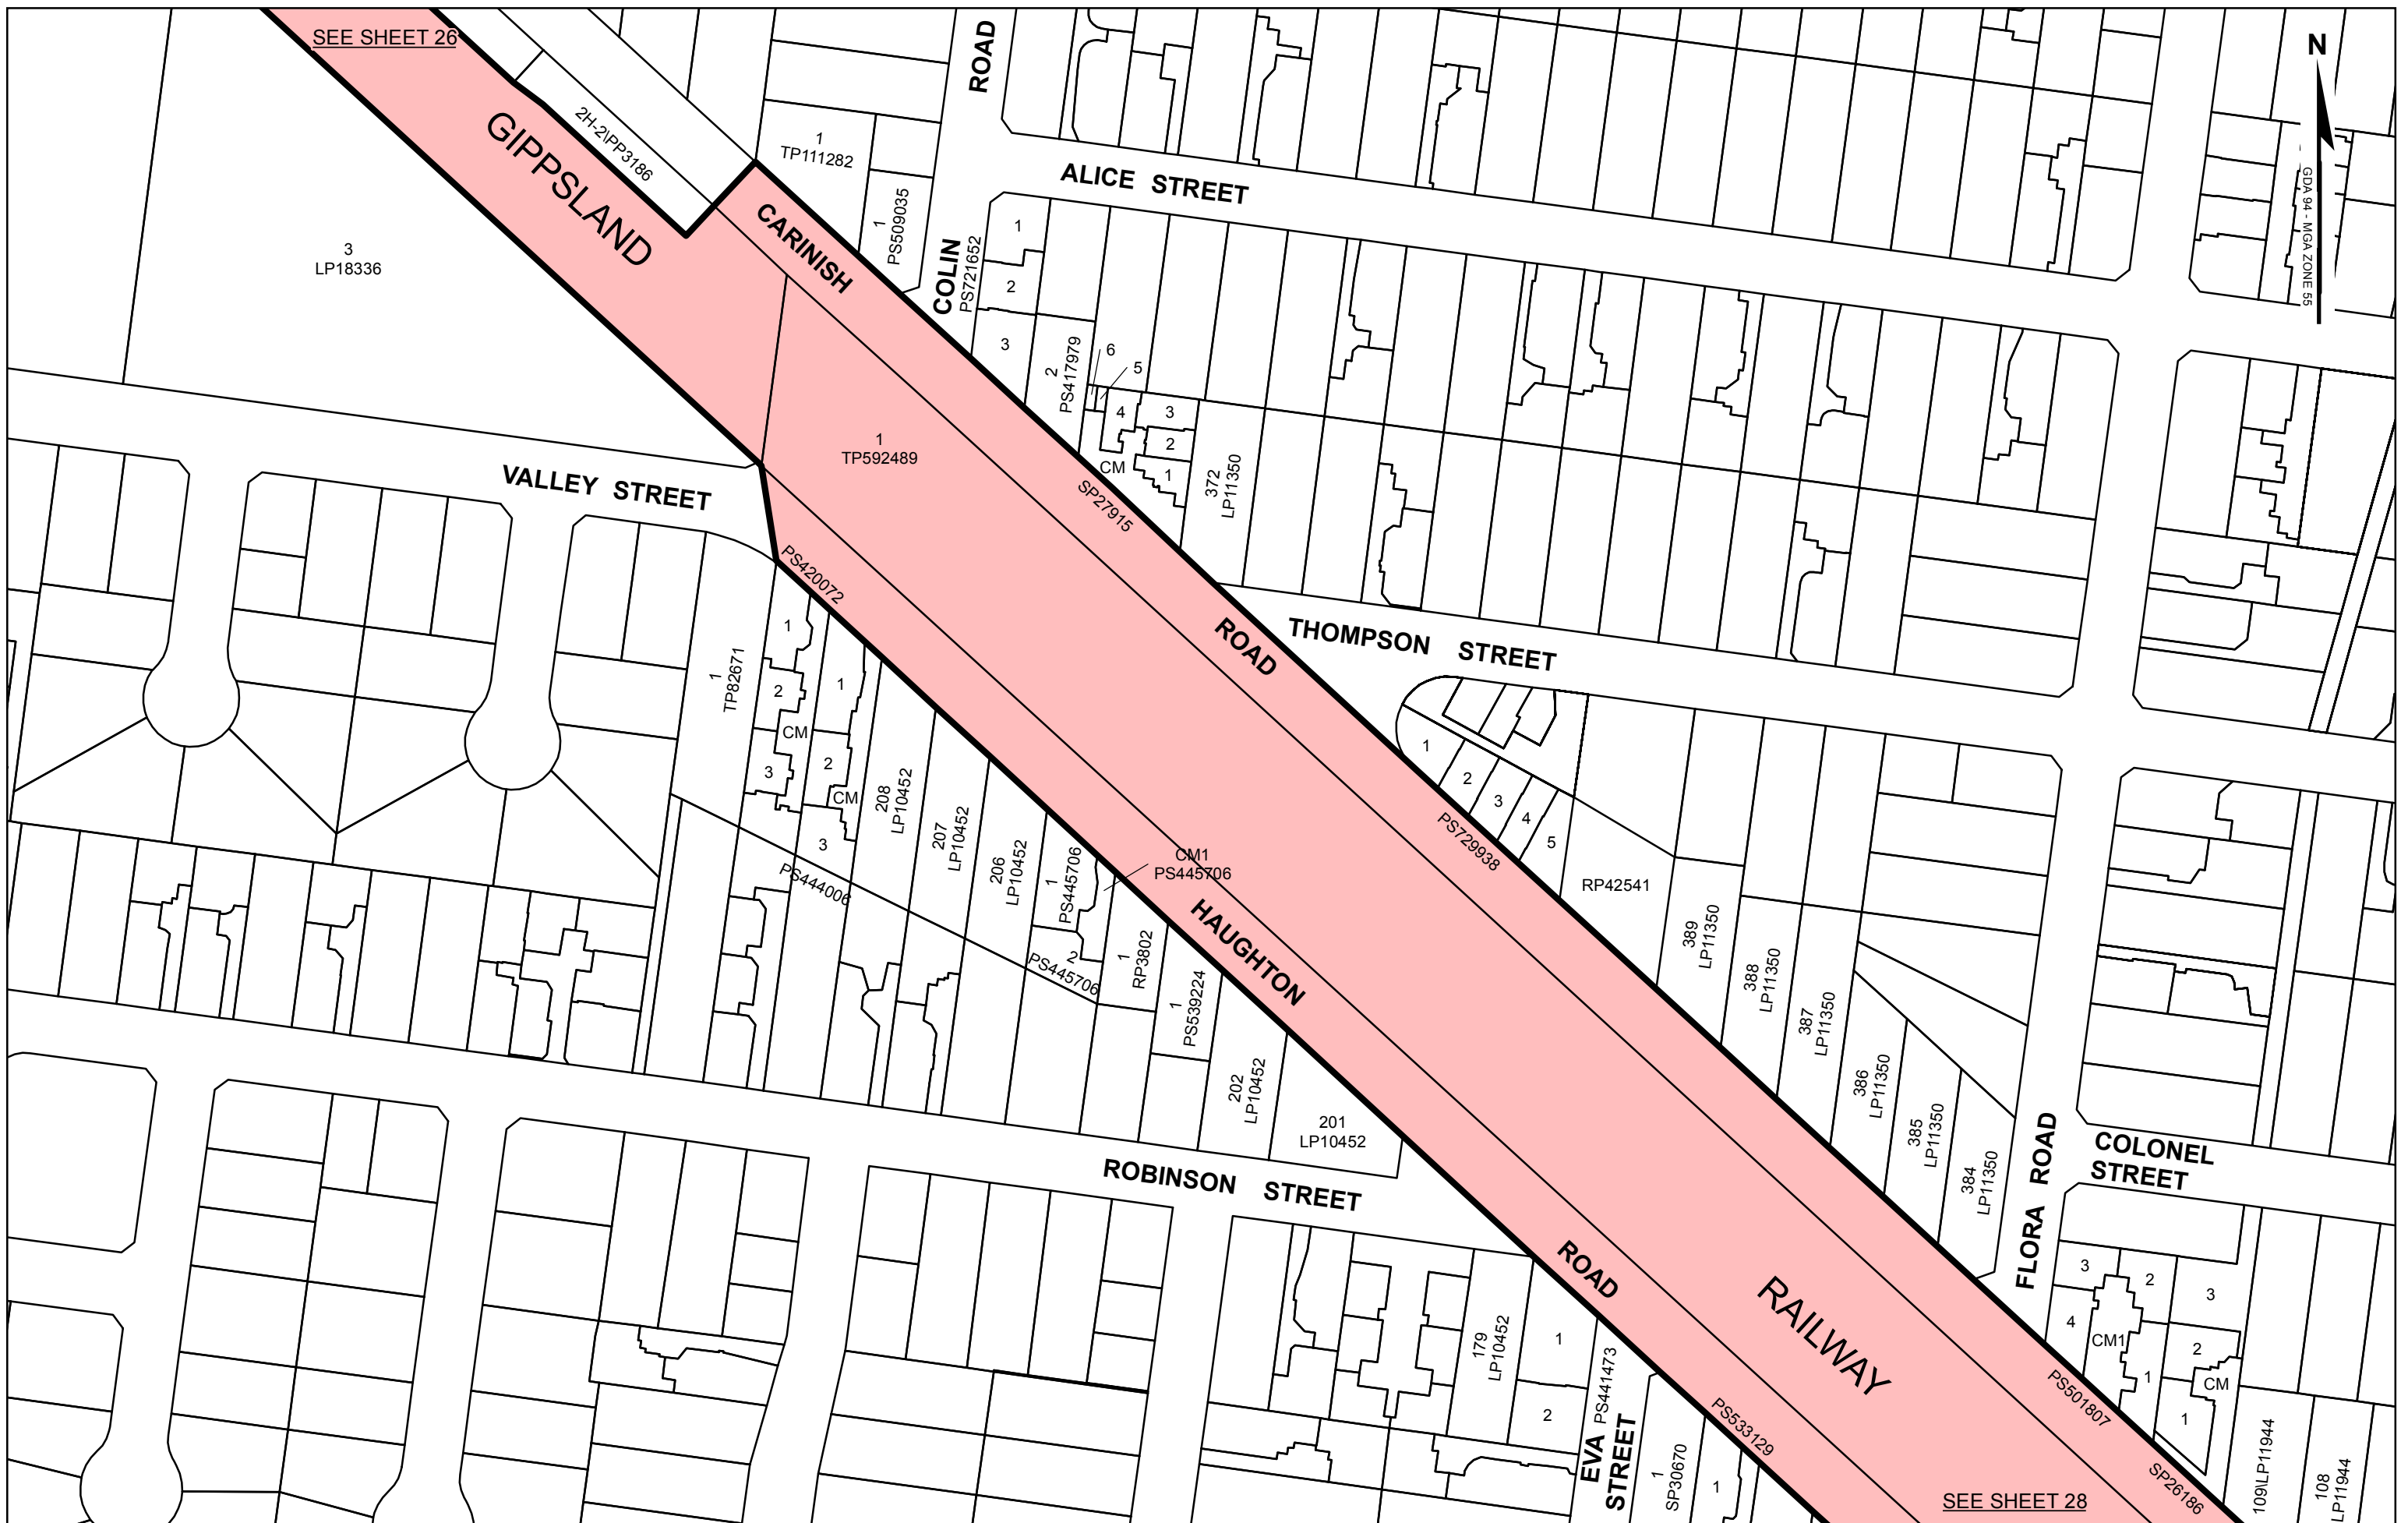 SEE SHEET 26
ROAD
N
GDA 94 - MGA ZONE 55
2H-2\PP3186
GIPPSLAND
1
TP111282
1
PS509035
ALICE STREET
CARINISH
COLIN
PS721652
1
2
3
3
LP18336
2
PS417979
6
5
4
3
2
1
CM
SP27915
372
LP11350
1
TP592489
VALLEY STREET
PS420072
ROAD
THOMPSON STREET
1
TP82671
1
2
CM
3
1
2
CM
3
PS444006
208
LP10452
207
LP10452
206
LP10452
1
PS445706
CM1
PS445706
2
PS445706
1
RP3802
1
PS539224
HAUGHTON
202
LP10452
201
LP10452
1
2
3
4
5
PS729938
RP42541
389
LP11350
388
LP11350
387
LP11350
386
LP11350
385
LP11350
384
LP11350
FLORA ROAD
COLONEL
STREET
ROBINSON STREET
ROAD
RAILWAY
179
LP10452
1
2
PS441473
EVA
STREET
PS533129
1
SP30670
1
3
4
CM1
2
1
PS501807
3
2
CM
1
SP26186
109\LP11944
108
LP11944
SEE SHEET 28